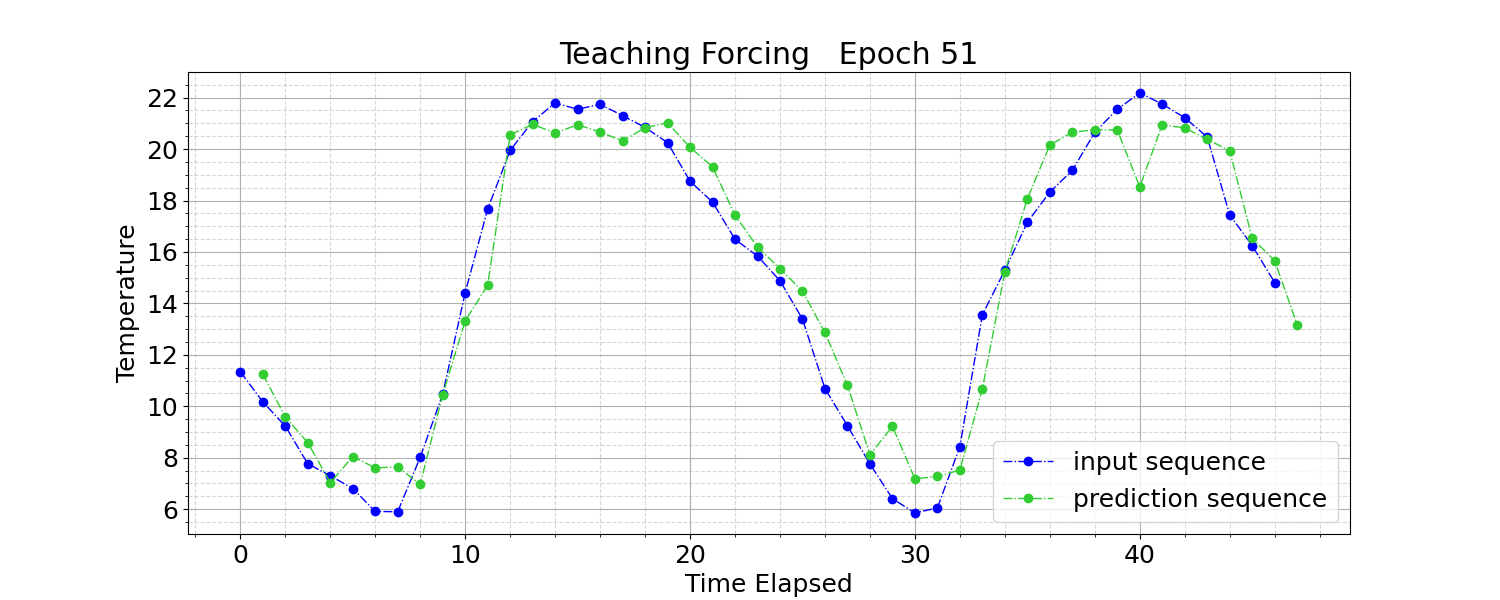 Teaching Forcing   Epoch 51
Temperature
22
20
18
16
14
12
10
8
6
input sequence
prediction sequence
0 10 20 30 40
Time Elapsed